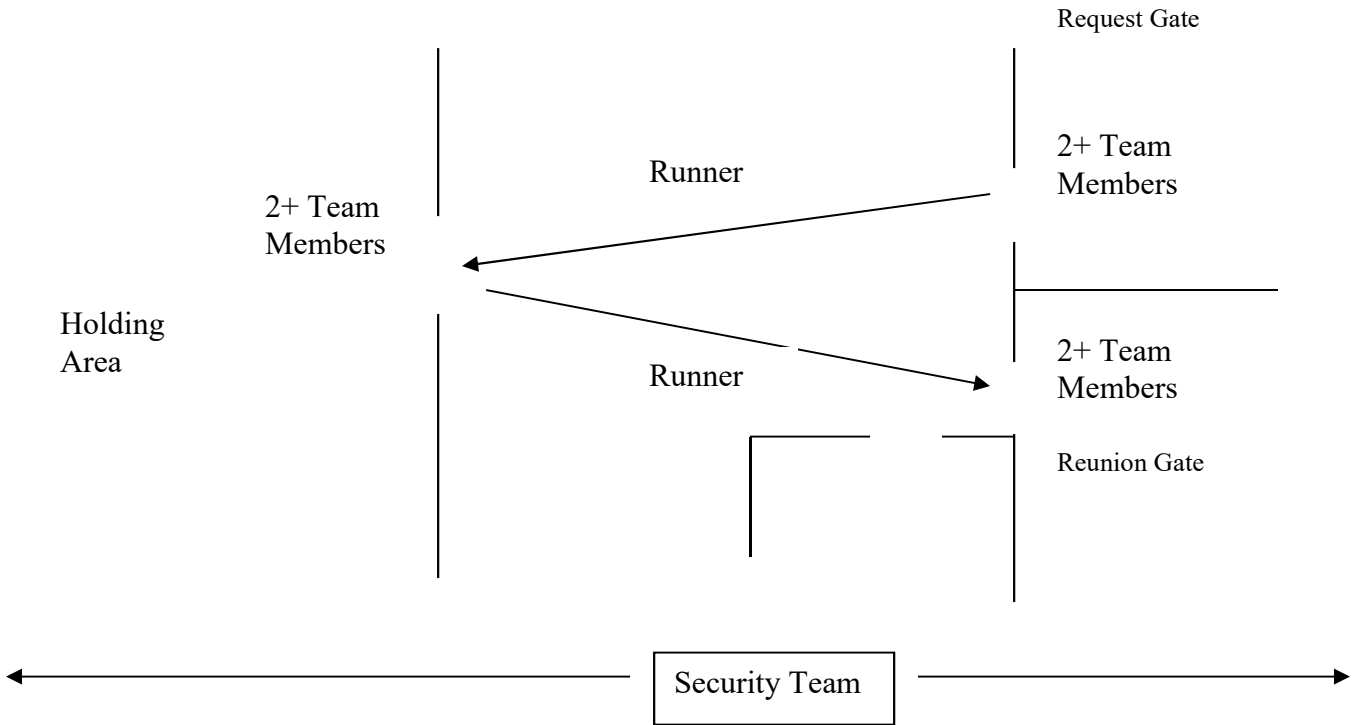 Request Gate
Runner
2+ Team
Members
2+ Team
Members
Holding
Area
Runner
2+ Team
Members
Reunion Gate
Security Team